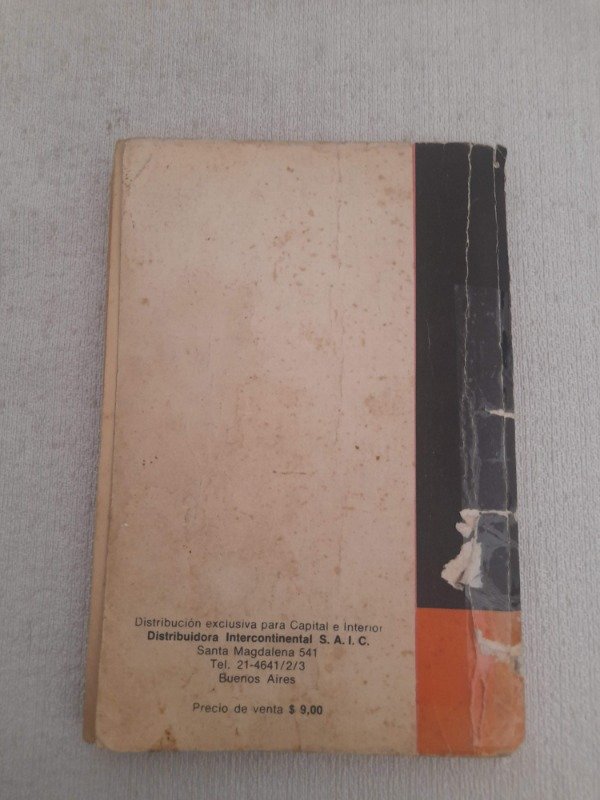 Distribución exclusiva para Capital e Interior
Distribuidora Intercontinental S. A. I. C.
Santa Magdalena 541
Tel. 21-4641/2/3
Buenos Aires
Precio de venta $ 9,00